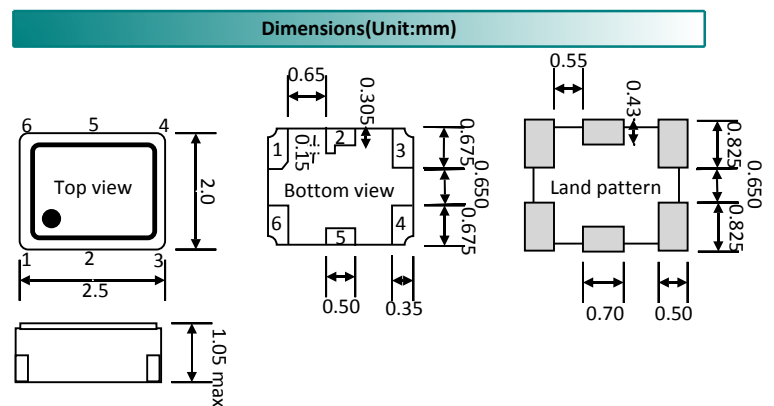 Dimensions(Unit:mm)
6 5 4
Top view
1 2 3
2.5
2.0
1.05 max
0.65
0.305
1 2 3
0.15
Bottom view
6 5 4
0.675
0.650
0.675
0.50
0.35
0.55
0.43
Land pattern
0.825
0.650
0.825
0.70
0.50